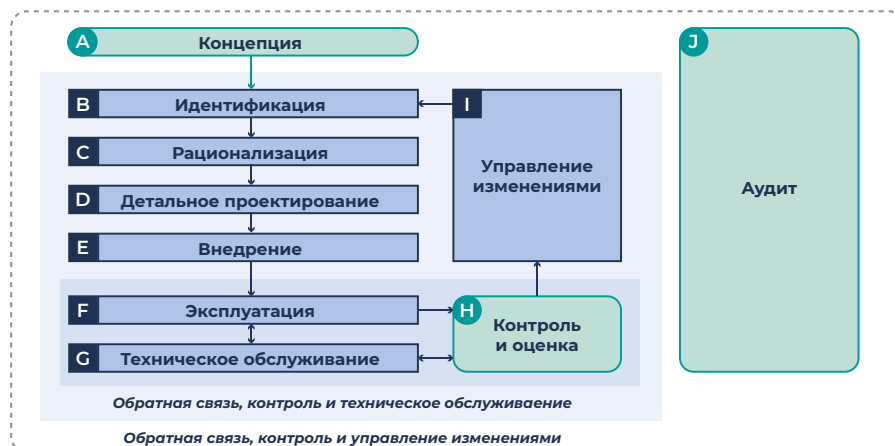 A Концепция
B Идентификация
C Рационализация
D Детальное проектирование
E Внедрение
F Эксплуатация
G Техническое обслуживание
H Контроль
и оценка
I Управление
изменениями
J Аудит
Обратная связь, контроль и техническое обслуживаение
Обратная связь, контроль и управление изменениями